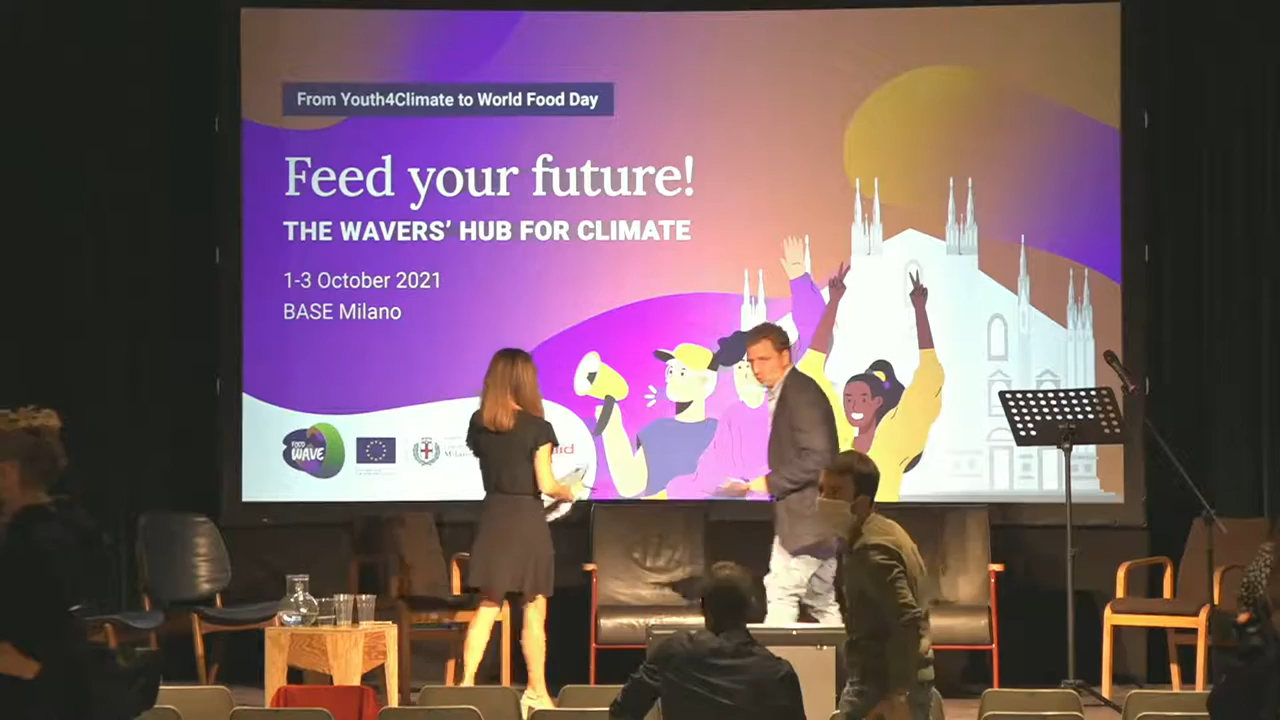 From Youth4Climate to World Food Day
Feed your future!
THE WAVERS' HUB FOR CLIMATE
1-3 October 2021
BASE Milano
FOOD
WAVE
Milano